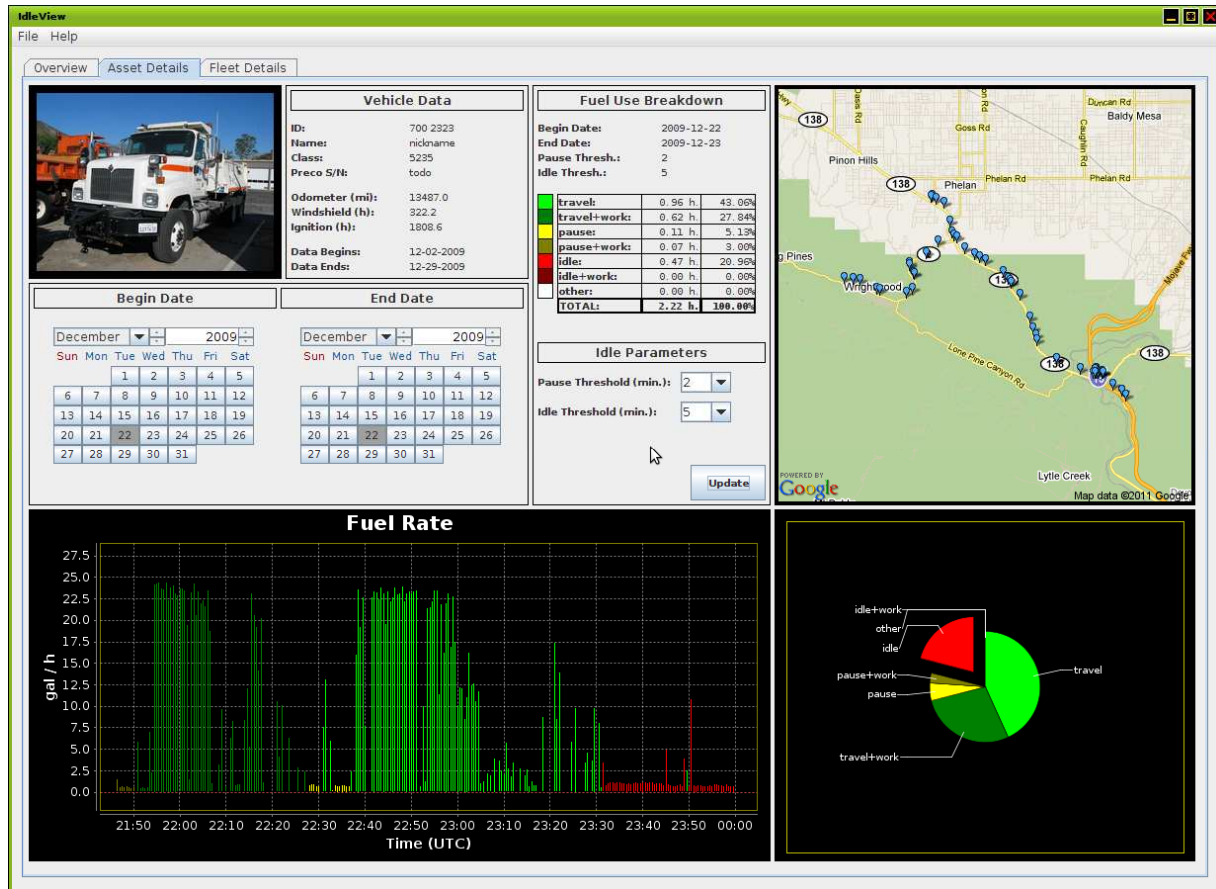 IdleView
File Help
Overview Asset Details Fleet Details
Vehicle Data
ID: 700 2323
Name: nickname
Class: 5235
Preco S/N: todo
Odometer (mi): 13487.0
Windshield (h): 322.2
Ignition (h): 1808.6
Data Begins: 12-02-2009
Data Ends: 12-29-2009
Begin Date
December 2009
Sun Mon Tue Wed Thu Fri Sat
1 2 3 4 5
6 7 8 9 10 11 12
13 14 15 16 17 18 19
20 21 22 23 24 25 26
27 28 29 30 31
End Date
December 2009
Sun Mon Tue Wed Thu Fri Sat
1 2 3 4 5
6 7 8 9 10 11 12
13 14 15 16 17 18 19
20 21 22 23 24 25 26
27 28 29 30 31
Fuel Use Breakdown
Begin Date: 2009-12-22
End Date: 2009-12-23
Pause Thresh.: 2
Idle Thresh.: 5
travel: 0.96 h. 43.06%
travel+work: 0.62 h. 27.84%
pause: 0.11 h. 5.13%
pause+work: 0.07 h. 3.00%
idle: 0.47 h. 20.96%
idle+work: 0.00 h. 0.00%
other: 0.00 h. 0.00%
TOTAL: 2.22 h. 100.00%
Idle Parameters
Pause Threshold (min.): 2
Idle Threshold (min.): 5
Update
Duncan Rd
Baldy Mesa
138
Goss Rd
Caughlin Rd
Pinon Hills
138
Phelan
Phelan Rd
Phelan Rd
Pines
Wrightwood
138
Mojave Fwy
Lone Pine Canyon Rd
138
138
15
Lytle Creek
POWERED BY
Google
Map data ©2011 Google
Fuel Rate
gal / h
27.5
25.0
22.5
20.0
17.5
15.0
12.5
10.0
7.5
5.0
2.5
0.0
21:50 22:00 22:10 22:20 22:30 22:40 22:50 23:00 23:10 23:20 23:30 23:40 23:50 00:00
Time (UTC)
idle+work
other
idle
pause+work
pause
travel
travel+work